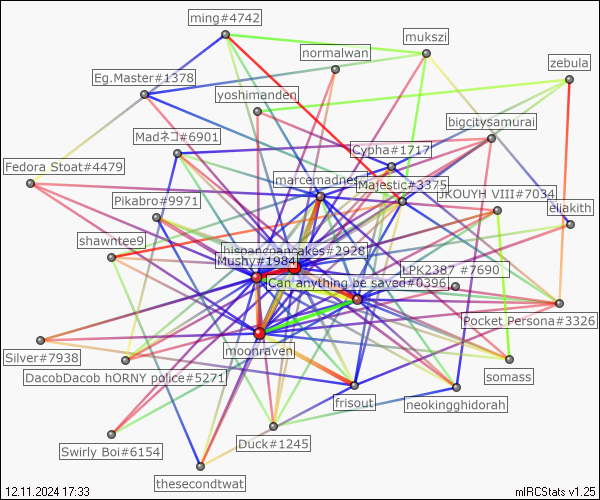 ming#4742
mukszi
normalwan
zebula
Eg.Master#1378
yoshimanden
bigcitysamurai
Madネコ#6901
Cypha#1717
Fedora Stoat#4479
marcemadness
Majestic#3375
JKOUYH VIII#7034
Pikabro#9971
eliakith
shawntee9
hispanicpancakes#2928
Mushy#1984
LPK2387 #7690
Can anything be saved#0396
Pocket Persona#3326
moonraven
Silver#7938
somass
DacobDacob hORNY police#5271
frisout
neokingghidorah
Duck#1245
Swirly Boi#6154
thesecondtwat
12.11.2024 17:33
mIRCStats v1.25